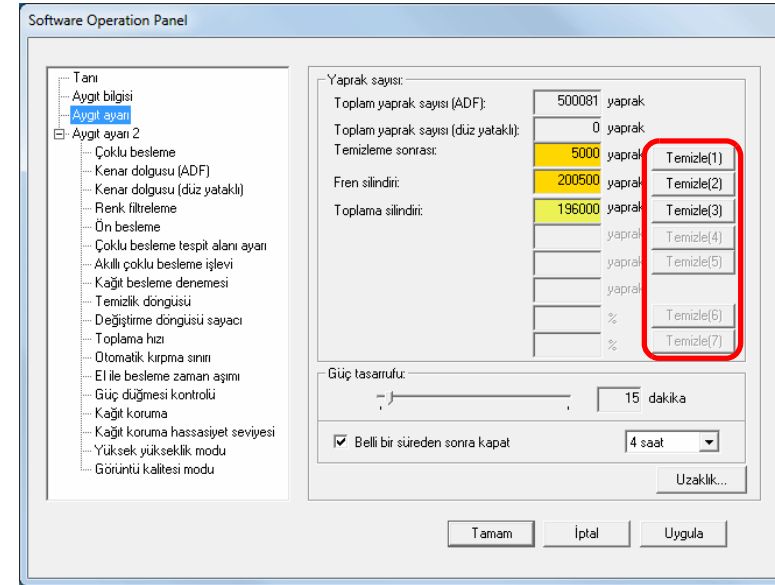 Software Operation Panel
Tanı
Aygıt bilgisi
Aygıt ayarı
Aygıt ayarı 2
Çoklu besleme
Kenar dolgusu (ADF)
Kenar dolgusu (düz yataklı)
Renk filtreleme
Ön besleme
Çoklu besleme tespit alanı ayarı
Akıllı çoklu besleme işlevi
Kağıt besleme denemesi
Temizlik döngüsü
Değiştirme döngüsü sayacı
Toplama hızı
Otomatik kırpma sınırı
El ile besleme zaman aşımı
Güç düğmesi kontrolü
Kağıt koruma
Kağıt koruma hassasiyet seviyesi
Yüksek yükseklik modu
Görüntü kalitesi modu
Yaprak sayısı:
Toplam yaprak sayısı (ADF): 500081 yaprak
Toplam yaprak sayısı (düz yataklı): 0 yaprak
Temizleme sonrası: 5000 yaprak Temizle(1)
Fren silindiri: 200500 yaprak Temizle(2)
Toplama silindiri: 196000 yaprak Temizle(3)
yaprak Temizle(4)
yaprak Temizle(5)
yaprak
% Temizle(6)
% Temizle(7)
Güç tasarrufu:
15 dakika
Belli bir süreden sonra kapat 4 saat
Uzaklık...
Tamam İptal Uygula